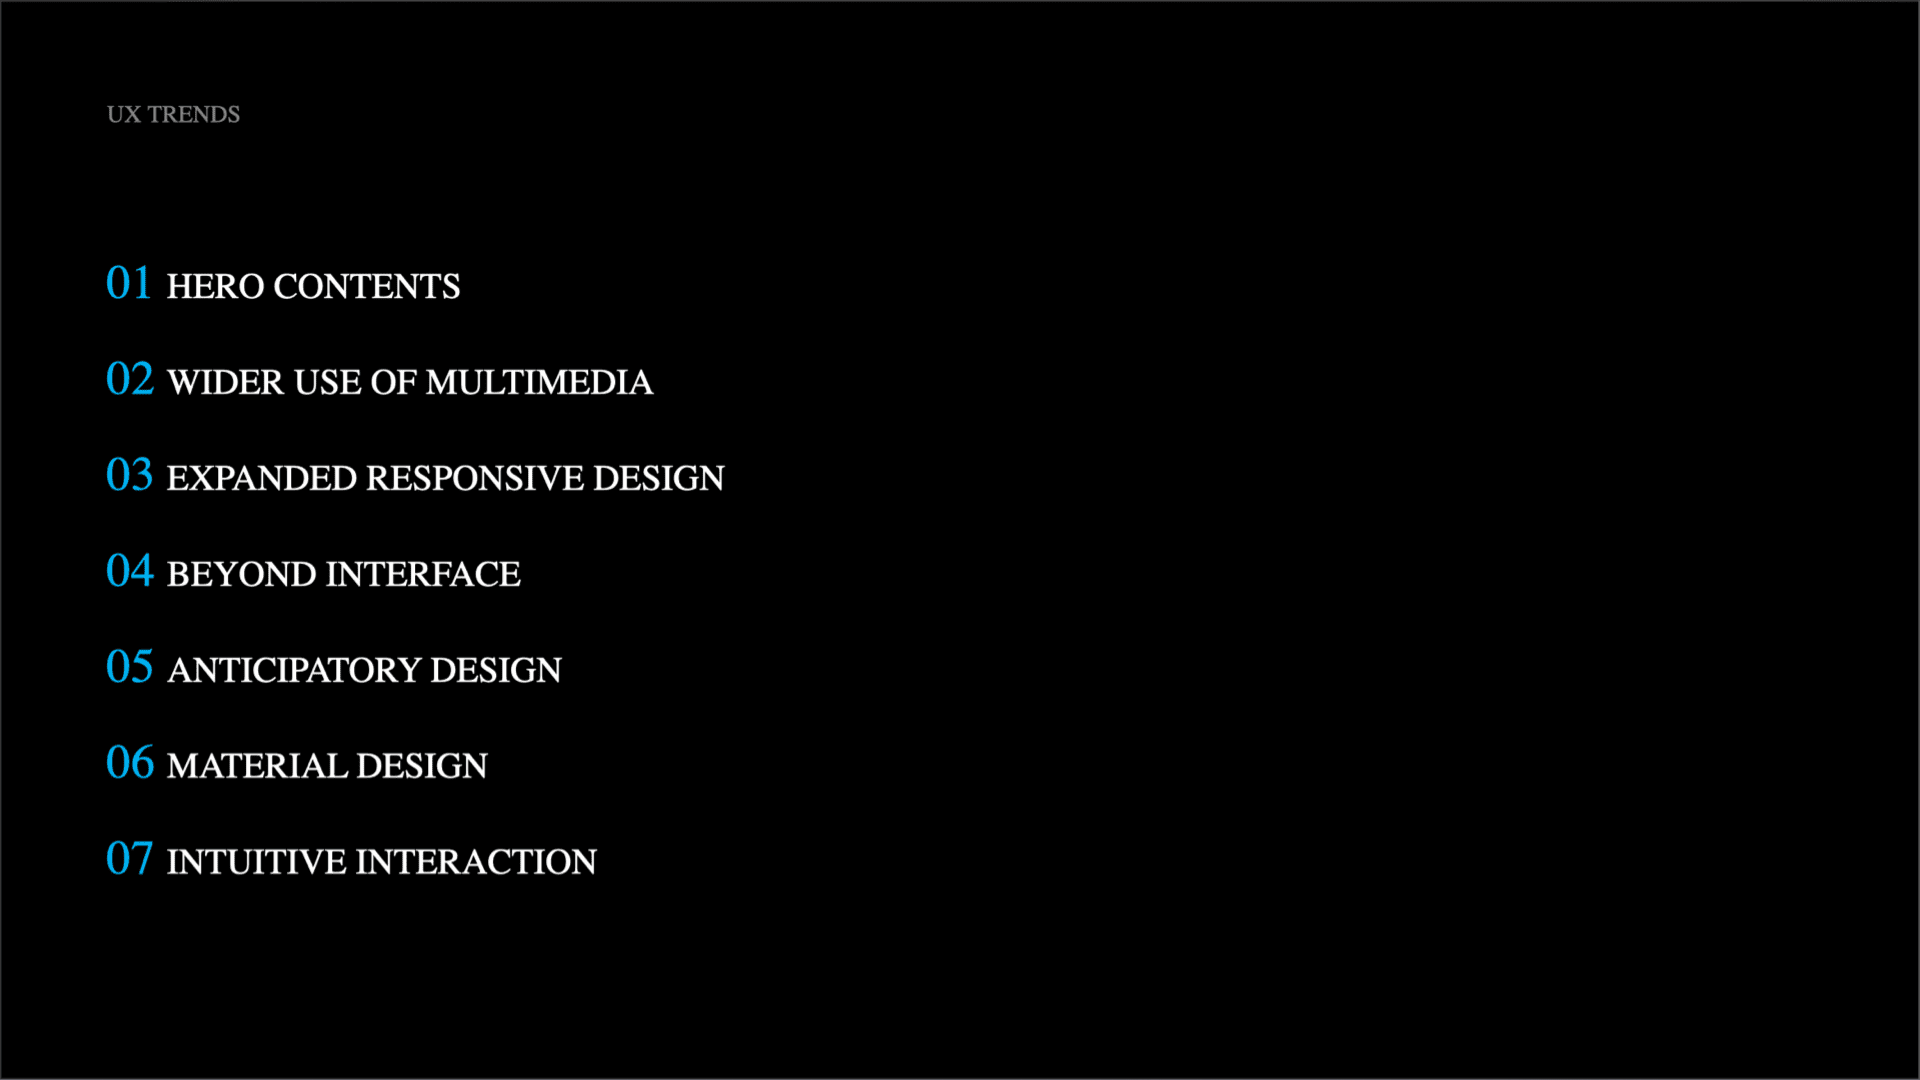 UX TRENDS
01 HERO CONTENTS
02 WIDER USE OF MULTIMEDIA
03 EXPANDED RESPONSIVE DESIGN
04 BEYOND INTERFACE
05 ANTICIPATORY DESIGN
06 MATERIAL DESIGN
07 INTUITIVE INTERACTION